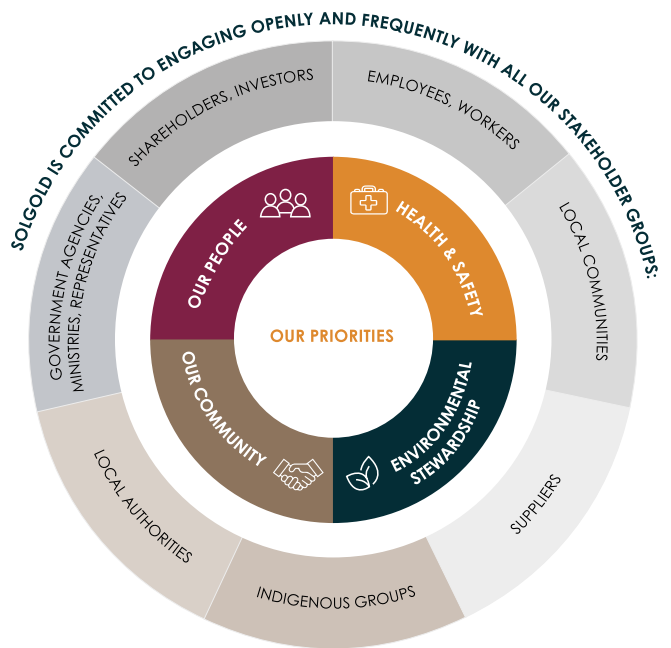 SOLGOLD IS COMMITTED TO ENGAGING OPENLY AND FREQUENTLY WITH ALL OUR STAKEHOLDER GROUPS:
SHAREHOLDERS, INVESTORS
EMPLOYEES, WORKERS
LOCAL COMMUNITIES
SUPPLIERS
INDIGENOUS GROUPS
LOCAL AUTHORITIES
GOVERNMENT AGENCIES,
MINISTRIES, REPRESENTATIVES
OUR PEOPLE
HEALTH & SAFETY
ENVIRONMENTAL
STEWARDSHIP
OUR COMMUNITY
OUR PRIORITIES